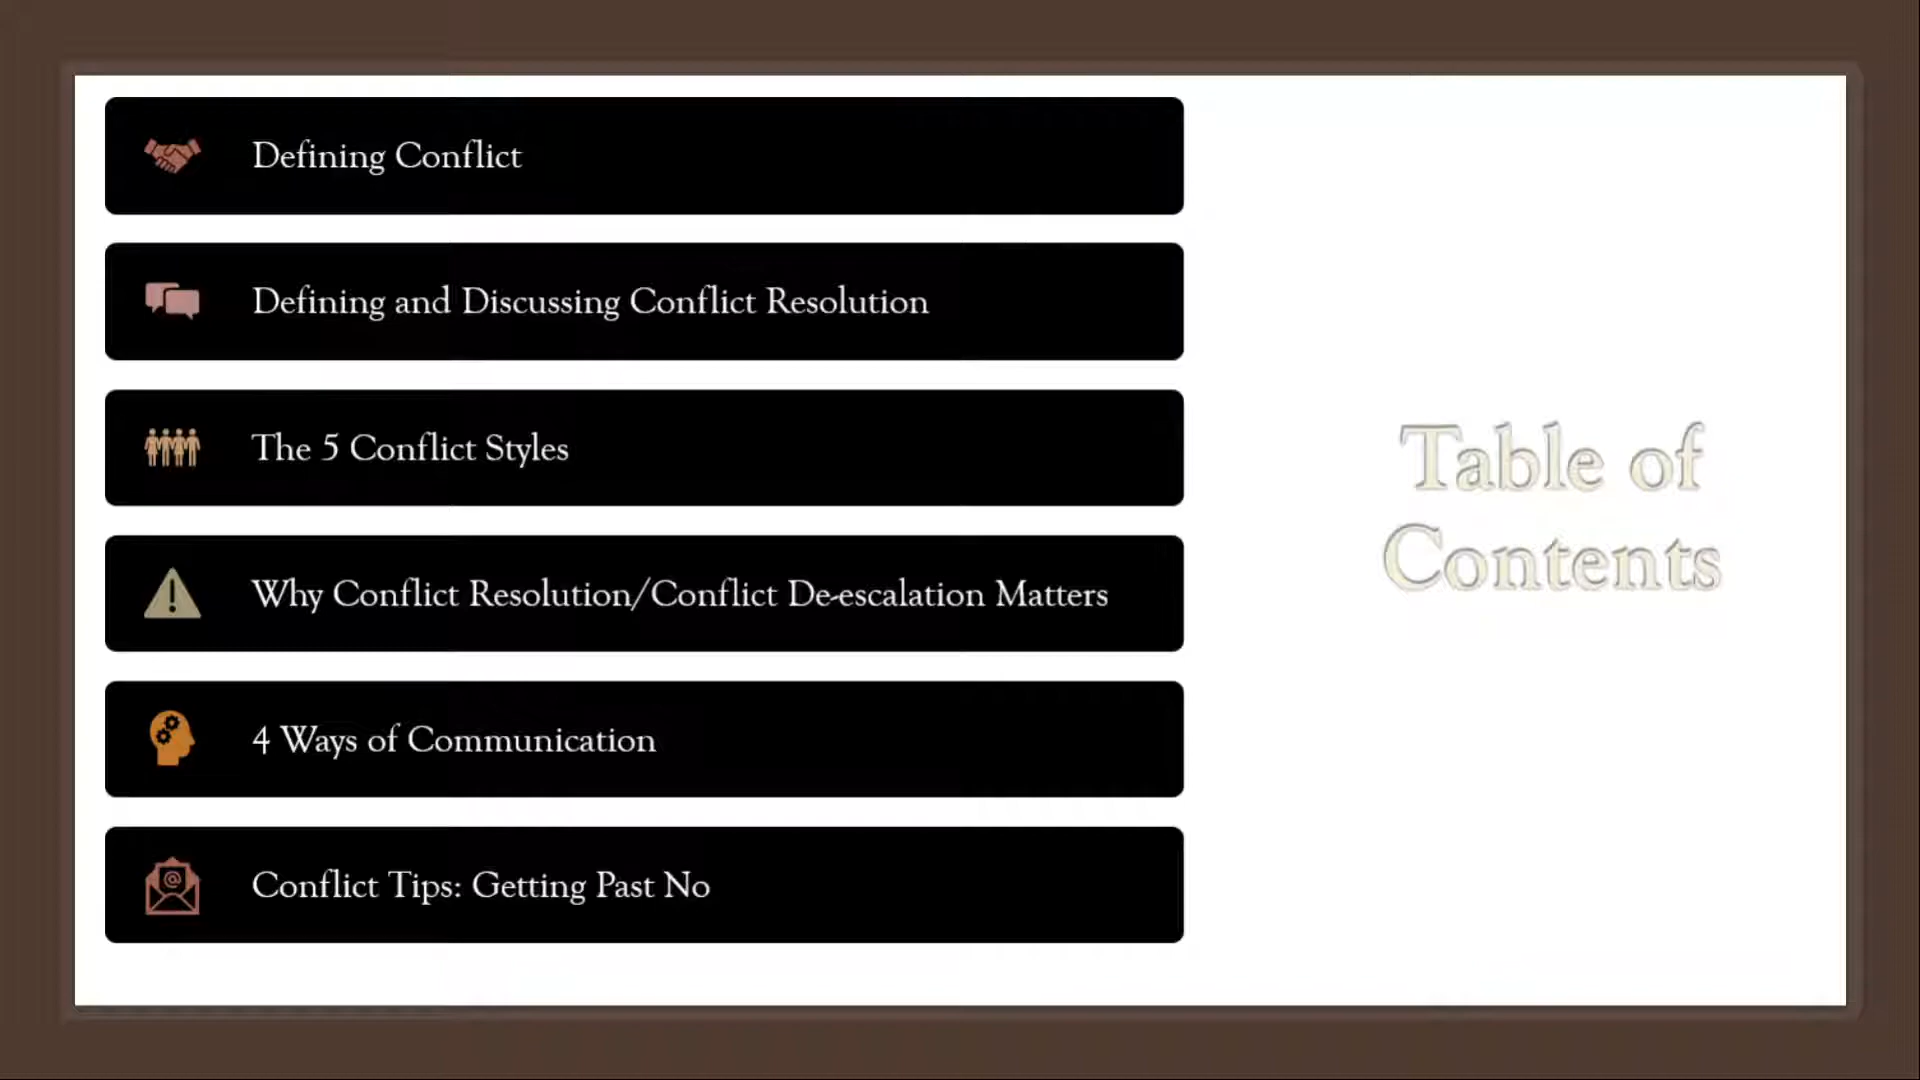 Defining Conflict
Defining and Discussing Conflict Resolution
The 5 Conflict Styles
Why Conflict Resolution/Conflict De-escalation Matters
4 Ways of Communication
@
Conflict Tips: Getting Past No
Table of
Contents